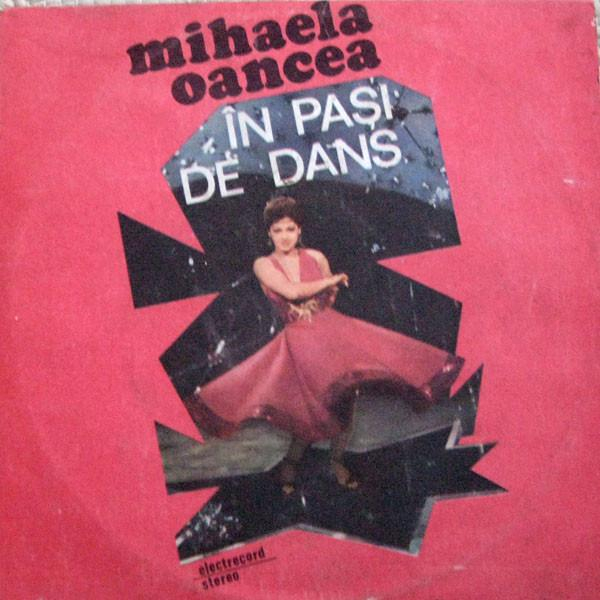 mihaela
oancea
ÎN PAȘI
DE DANS
electrecord
stereo